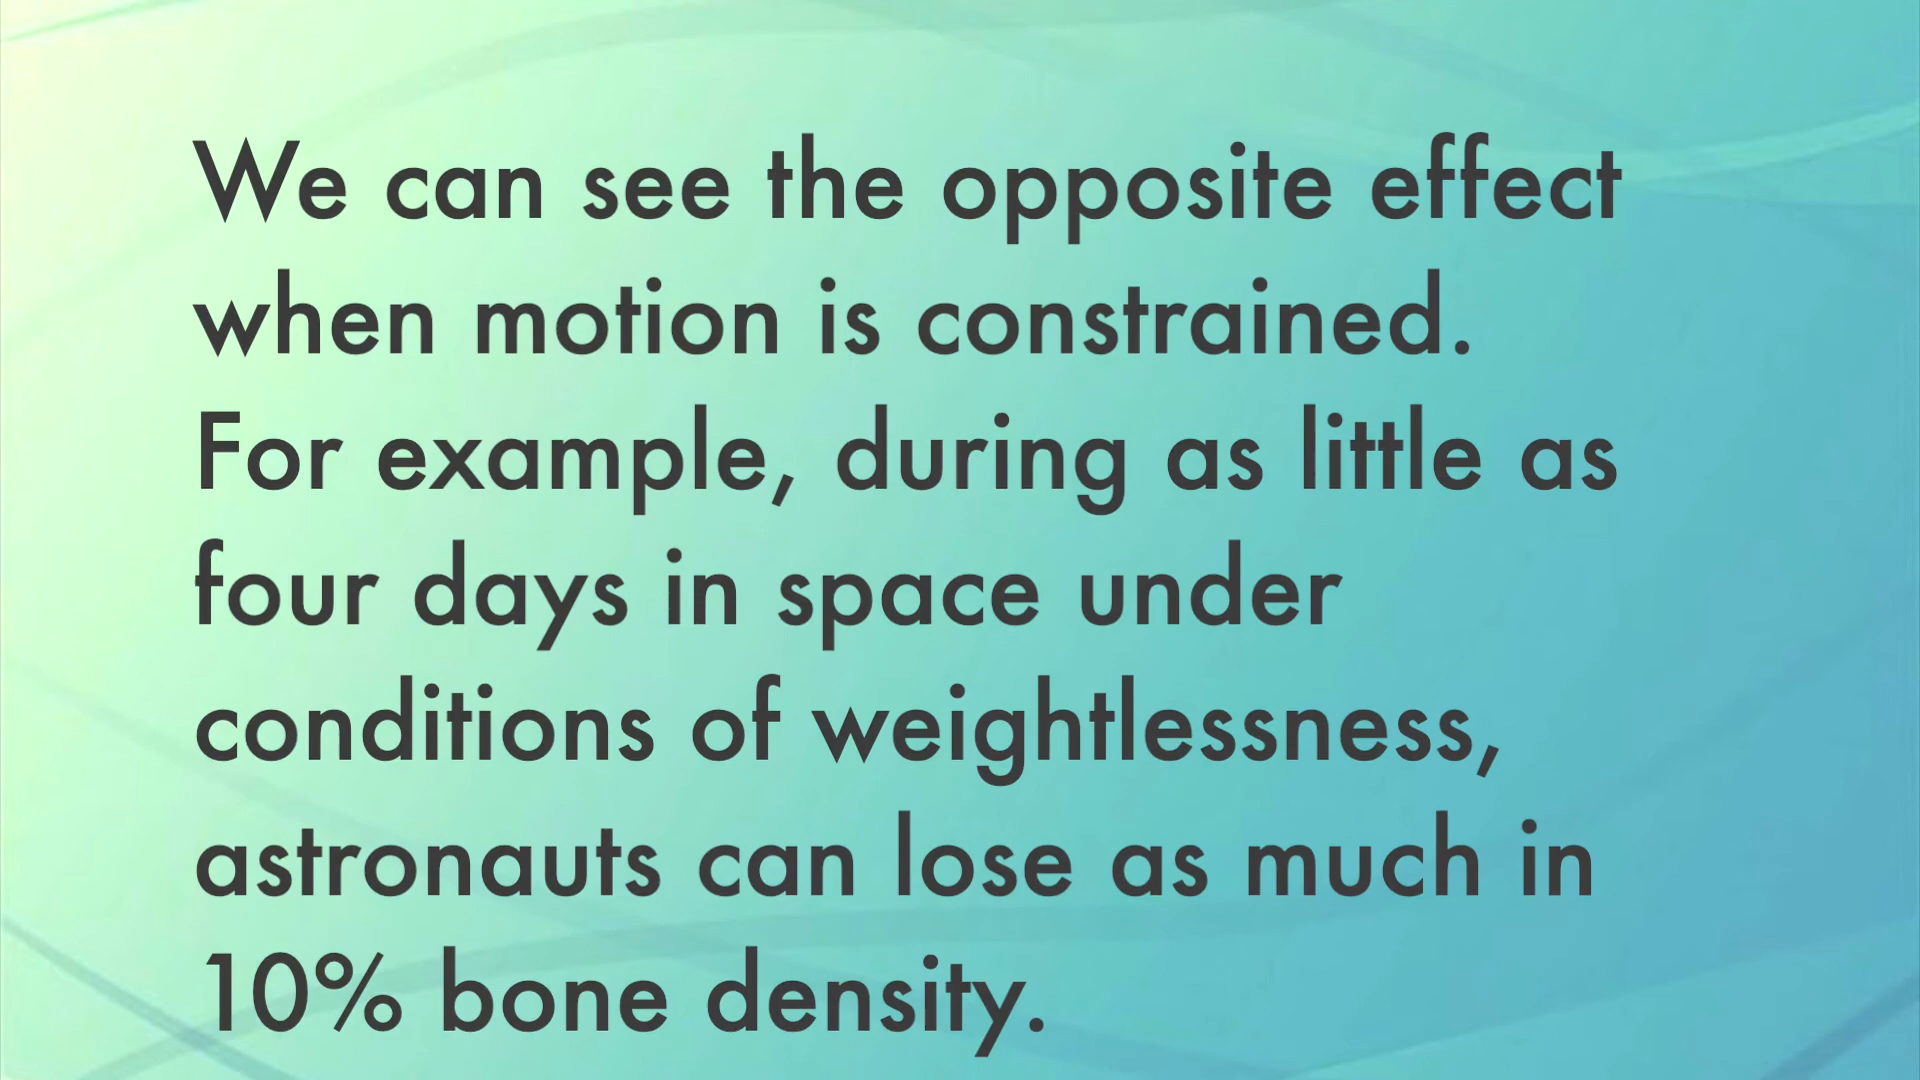 We can see the opposite effect
when motion is constrained.
For example, during as little as
four days in space under
conditions of weightlessness,
astronauts can lose as much in
10% bone density.